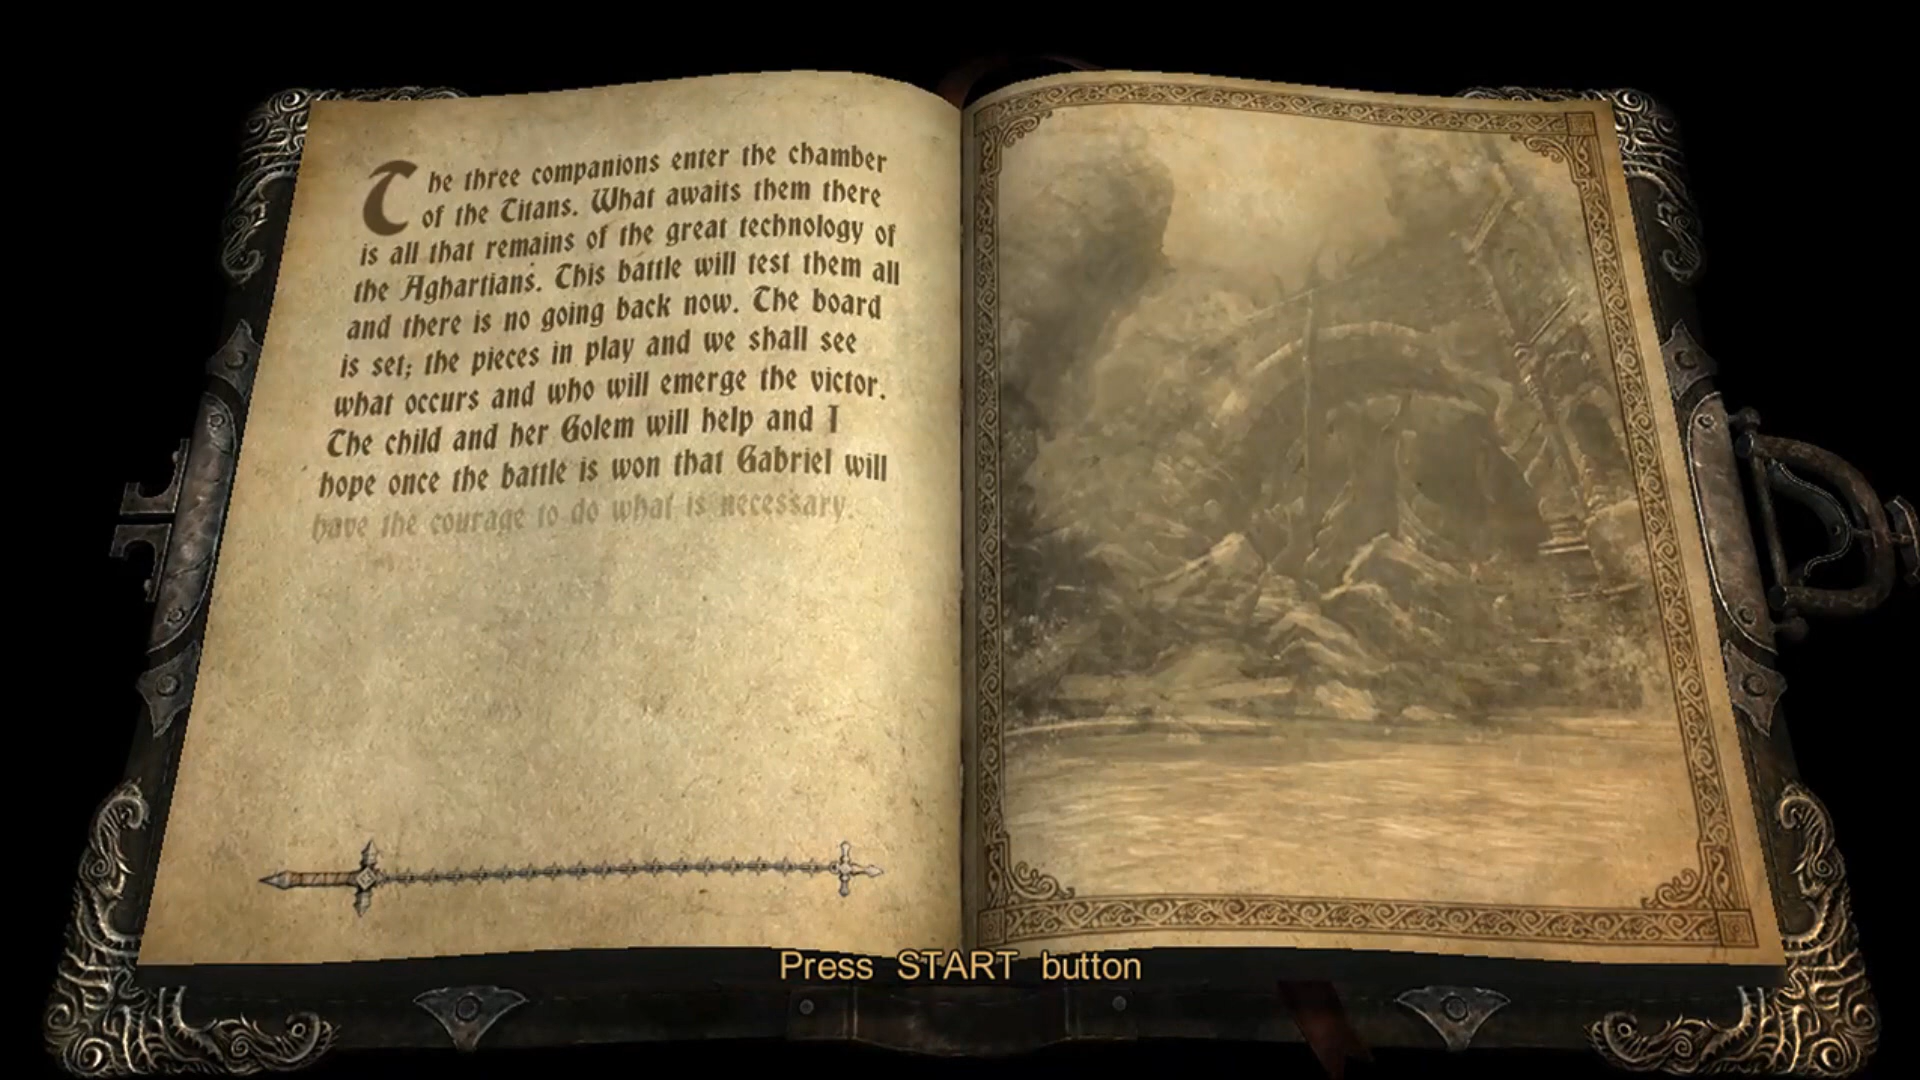 The three companions enter the chamber
of the Titans. What awaits them there
is all that remains of the great technology of
the Aghartians. This battle will test them all
and there is no going back now. The board
is set; the pieces in play and we shall see
what occurs and who will emerge the victor.
The child and her Golem will help and I
hope once the battle is won that Gabriel will
have the courage to do what is necessary.
Press START button